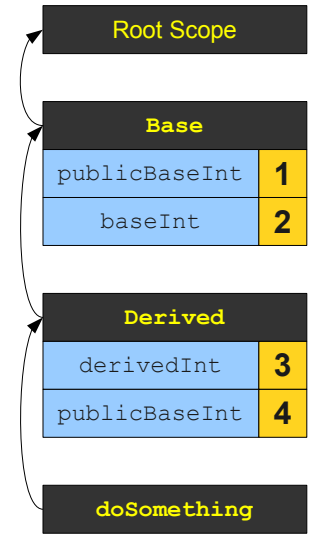 Root Scope
Base
publicBaseInt 1
baseInt 2
Derived
derivedInt 3
publicBaseInt 4
doSomething